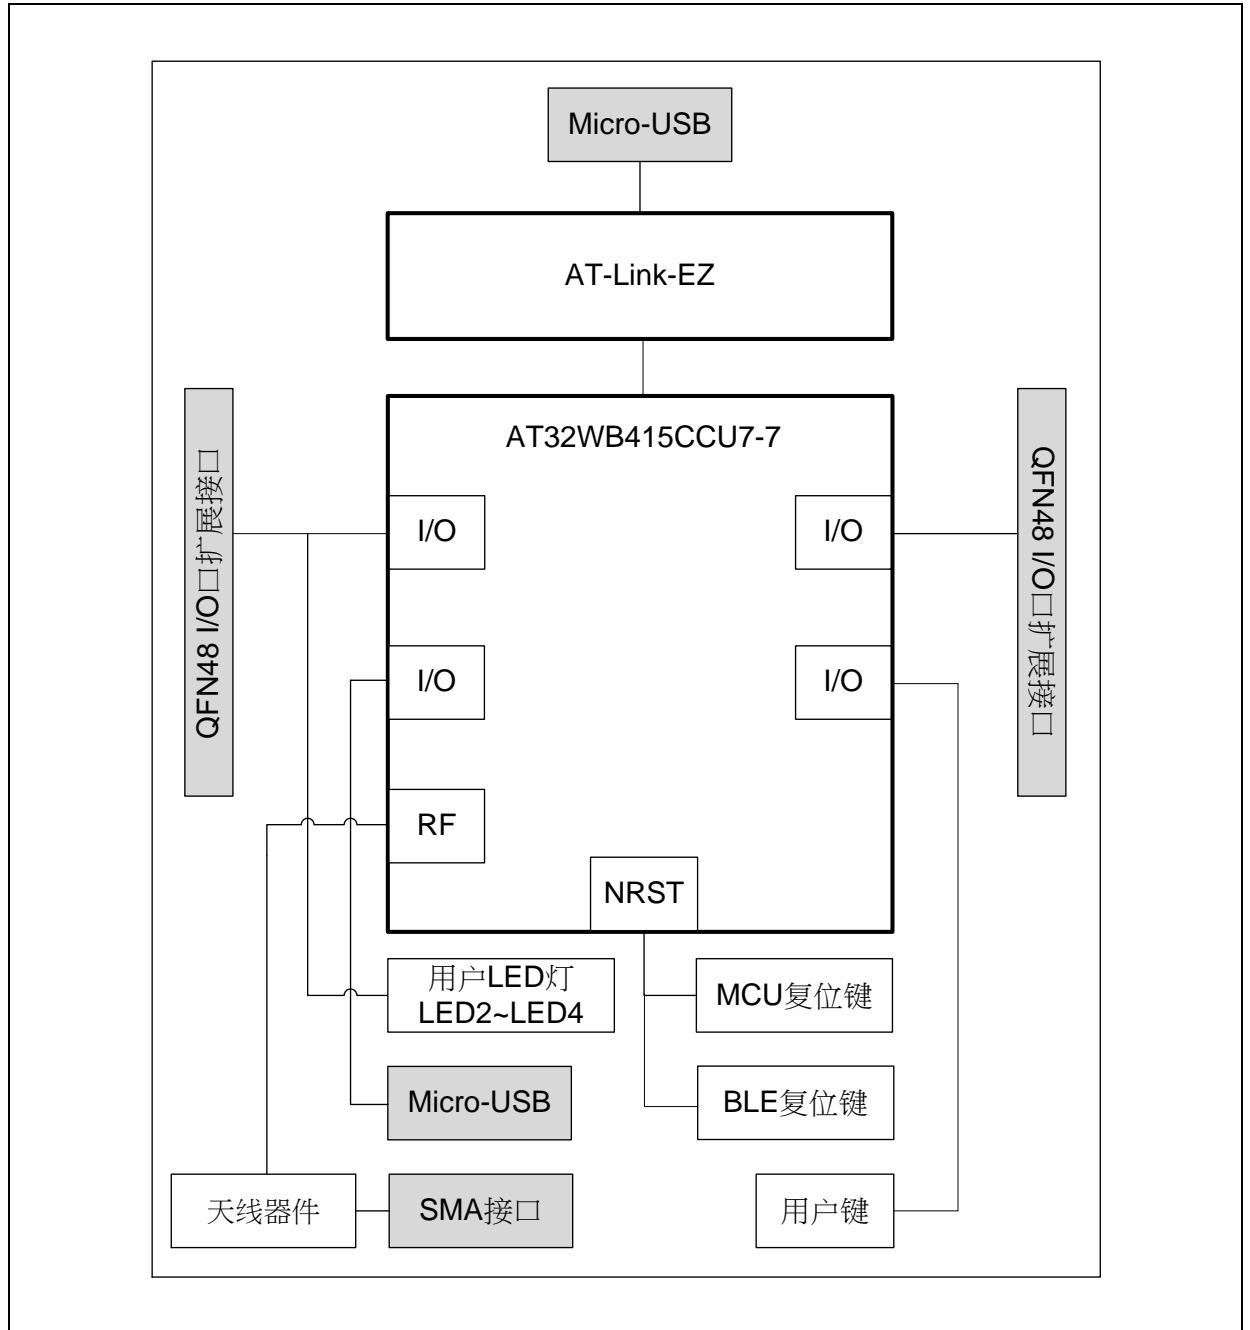 Micro-USB
AT-Link-EZ
AT32WB415CCU7-7
QFN48 I/O口扩展接口
I/O
I/O
QFN48 I/O口扩展接口
I/O
I/O
RF
NRST
用户LED灯
LED2~LED4
MCU复位键
Micro-USB
BLE复位键
天线器件
SMA接口
用户键